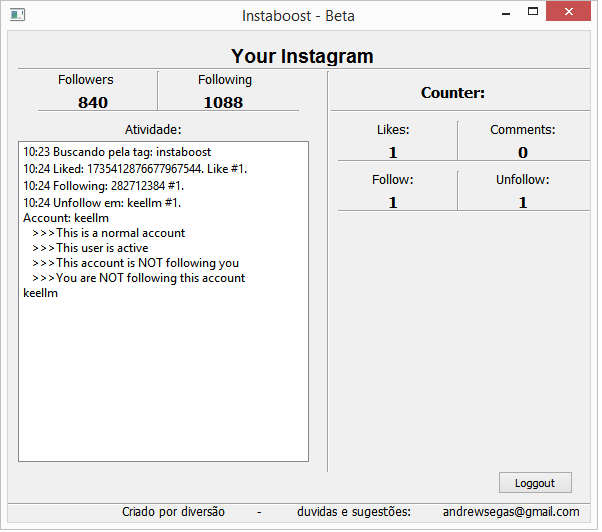 Instaboost - Beta
Your Instagram
Followers
Following
840
1088
Atividade:
10:23 Buscando pela tag: instaboost
10:24 Liked: 1735412876677967544. Like #1.
10:24 Following: 282712384 #1.
10:24 Unfollow em: keellm #1.
Account: keellm
>>>This is a normal account
>>>This user is active
>>>This account is NOT following you
>>>You are NOT following this account
keellm
Counter:
Likes:
Comments:
1
0
Follow:
Unfollow:
1
1
Loggout
Criado por diversão - duvidas e sugestões: andrewsegas@gmail.com